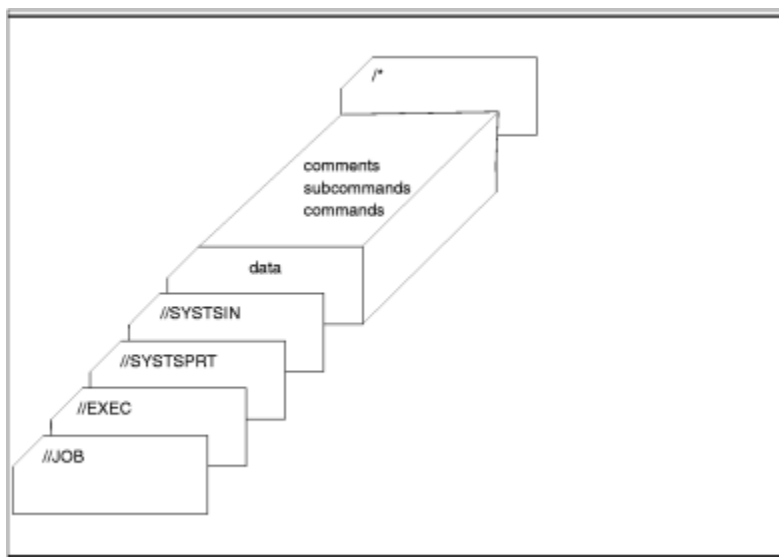 /*
comments
subcommands
commands
data
//SYSTSIN
//SYSTSPRT
//EXEC
//JOB